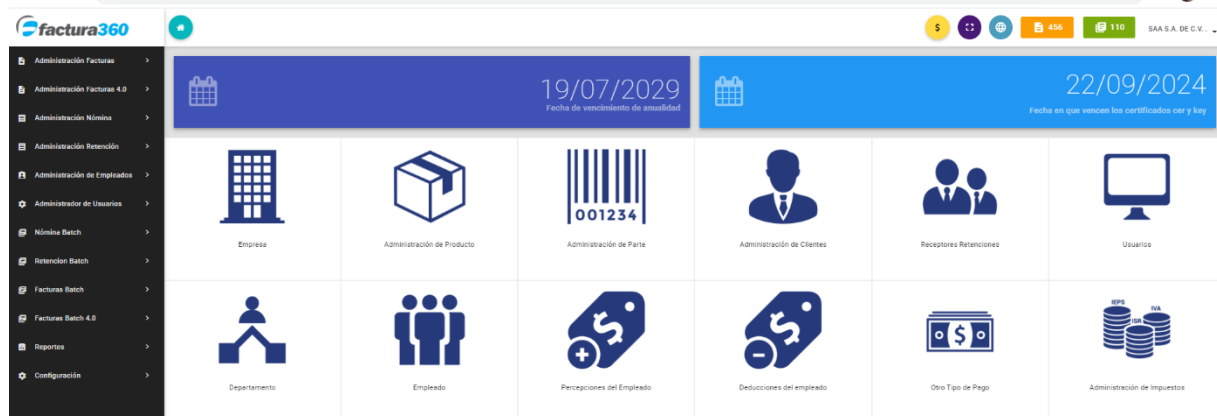 factura360
$
456
110
SAA S.A. DE C.V. .
Administración Facturas
Administración Facturas 4.0
Administración Nómina
Administración Retención
Administración de Empleados
Administrador de Usuarios
Nómina Batch
Retencion Batch
Facturas Batch
Facturas Batch 4.0
Reportes
Configuración
19/07/2029
Fecha de vencimiento de anualidad
22/09/2024
Fecha en que vencen los certificados cer y key
001234
Empresa
Administración de Producto
Administración de Parte
Administración de Clientes
Receptores Retenciones
Usuarios
$
$
$
IEPS
IVA
ISR
Departamento
Empleado
Percepciones del Empleado
Deducciones del empleado
Otro Tipo de Pago
Administración de Impuestos